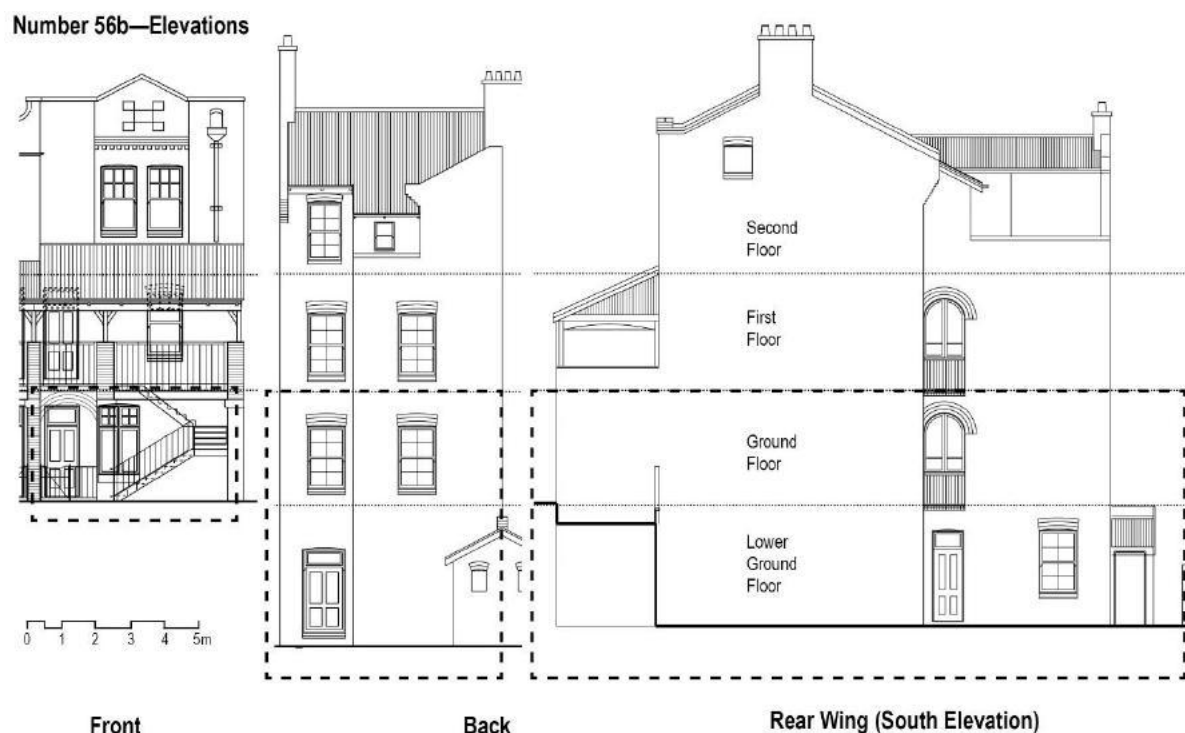 Number 56b—Elevations
Second
Floor
First
Floor
Ground
Floor
Lower
Ground
Floor
0 1 2 3 4 5m
Front
Back
Rear Wing (South Elevation)